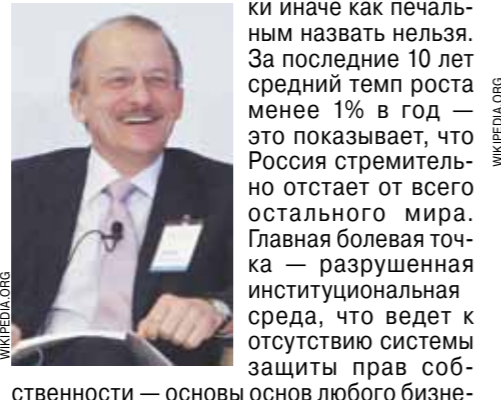 ки иначе как печаль-
ным назвать нельзя.
За последние 10 лет
средний темп роста
менее 1% в год —
это показывает, что
Россия стремитель-
но отстает от всего
остального мира.
Главная болевая точ-
ка — разрушенная
институциональная
среда, что ведет к
отсутствию системы
защиты прав соб-
ственности — основы основ любого бизне-
WIKIPEDIA.ORG
WIKIPEDIA.ORG